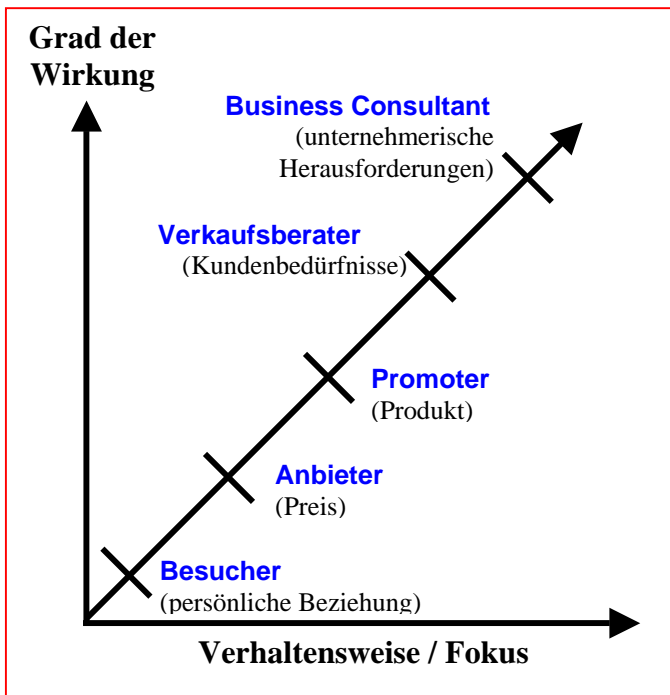 Grad der
Wirkung
Business Consultant
(unternehmerische
Herausforderungen)
Verkaufsberater
(Kundenbedürfnisse)
Promoter
(Produkt)
Anbieter
(Preis)
Besucher
(persönliche Beziehung)
Verhaltensweise / Fokus